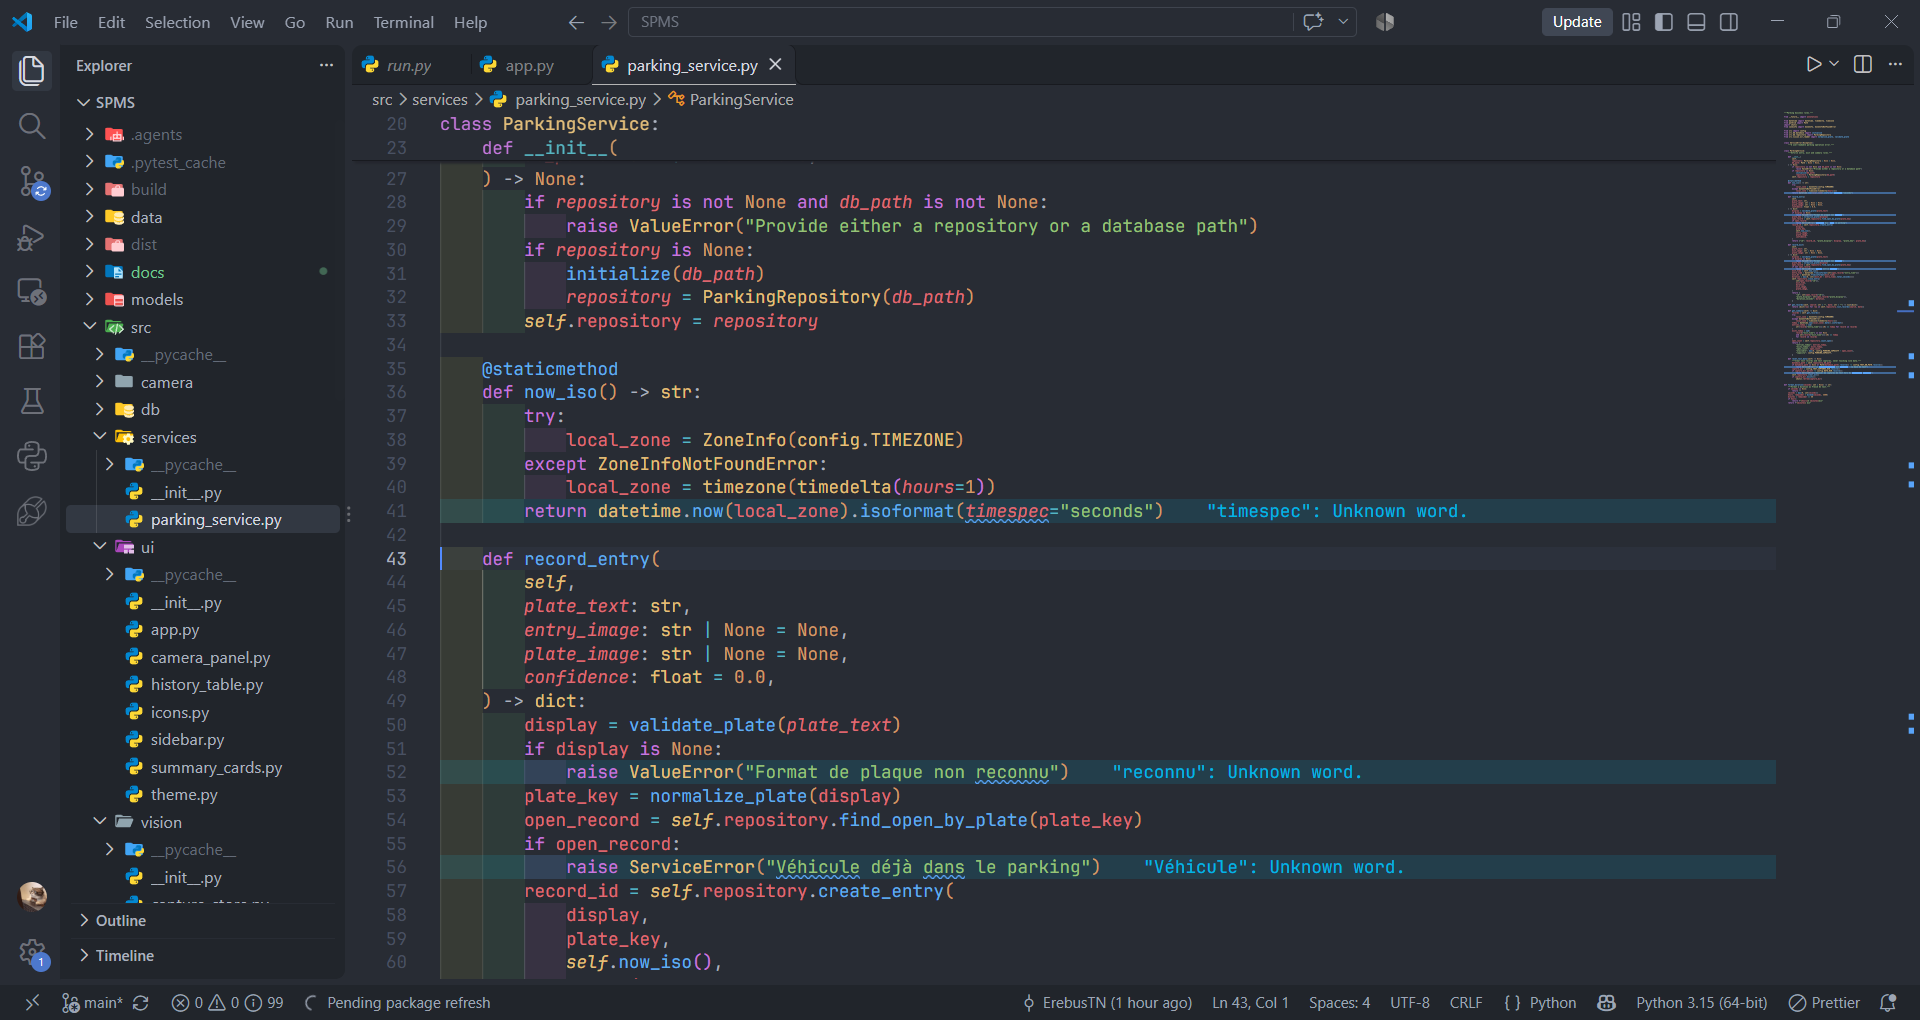 File Edit Selection View Go Run Terminal Help
SPMS
Update
Explorer
run.py app.py parking_service.py
src services parking_service.py ParkingService
SPMS
.agents
.pytest_cache
build
data
dist
docs
models
src
__pycache__
camera
db
services
__pycache__
__init__.py
parking_service.py
ui
__pycache__
__init__.py
app.py
camera_panel.py
history_table.py
icons.py
sidebar.py
summary_cards.py
theme.py
vision
__pycache__
__init__.py
Outline
Timeline
1
20 class ParkingService:
23 def __init__(
27 ) -> None:
28 if repository is not None and db_path is not None:
29 raise ValueError("Provide either a repository or a database path")
30 if repository is None:
31 initialize(db_path)
32 repository = ParkingRepository(db_path)
33 self.repository = repository
34
35 @staticmethod
36 def now_iso() -> str:
37 try:
38 local_zone = ZoneInfo(config.TIMEZONE)
39 except ZoneInfoNotFoundError:
40 local_zone = timezone(timedelta(hours=1))
41 return datetime.now(local_zone).isoformat(timespec="seconds") "timespec": Unknown word.
42
43 def record_entry(
44 self,
45 plate_text: str,
46 entry_image: str | None = None,
47 plate_image: str | None = None,
48 confidence: float = 0.0,
49 ) -> dict:
50 display = validate_plate(plate_text)
51 if display is None:
52 raise ValueError("Format de plaque non reconnu") "reconnu": Unknown word.
53 plate_key = normalize_plate(display)
54 open_record = self.repository.find_open_by_plate(plate_key)
55 if open_record:
56 raise ServiceError("Véhicule déjà dans le parking") "Véhicule": Unknown word.
57 record_id = self.repository.create_entry(
58 display,
59 plate_key,
60 self.now_iso(),
main* 0 0 99 Pending package refresh
ErebusTN (1 hour ago) Ln 43, Col 1 Spaces: 4 UTF-8 CRLF { } Python Python 3.15 (64-bit) Prettier